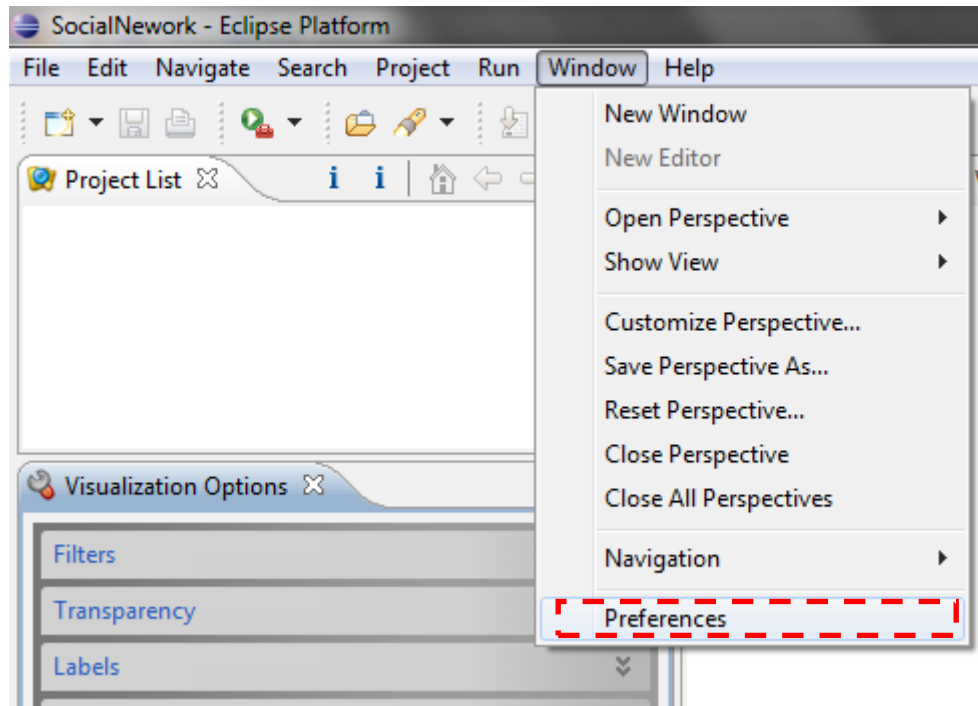 SocialNework - Eclipse Platform
File Edit Navigate Search Project Run Window Help
New Window
New Editor
Project List
i i
Open Perspective
Show View
Customize Perspective...
Save Perspective As...
Reset Perspective...
Close Perspective
Close All Perspectives
Visualization Options
Navigation
Filters
Transparency
Preferences
Labels